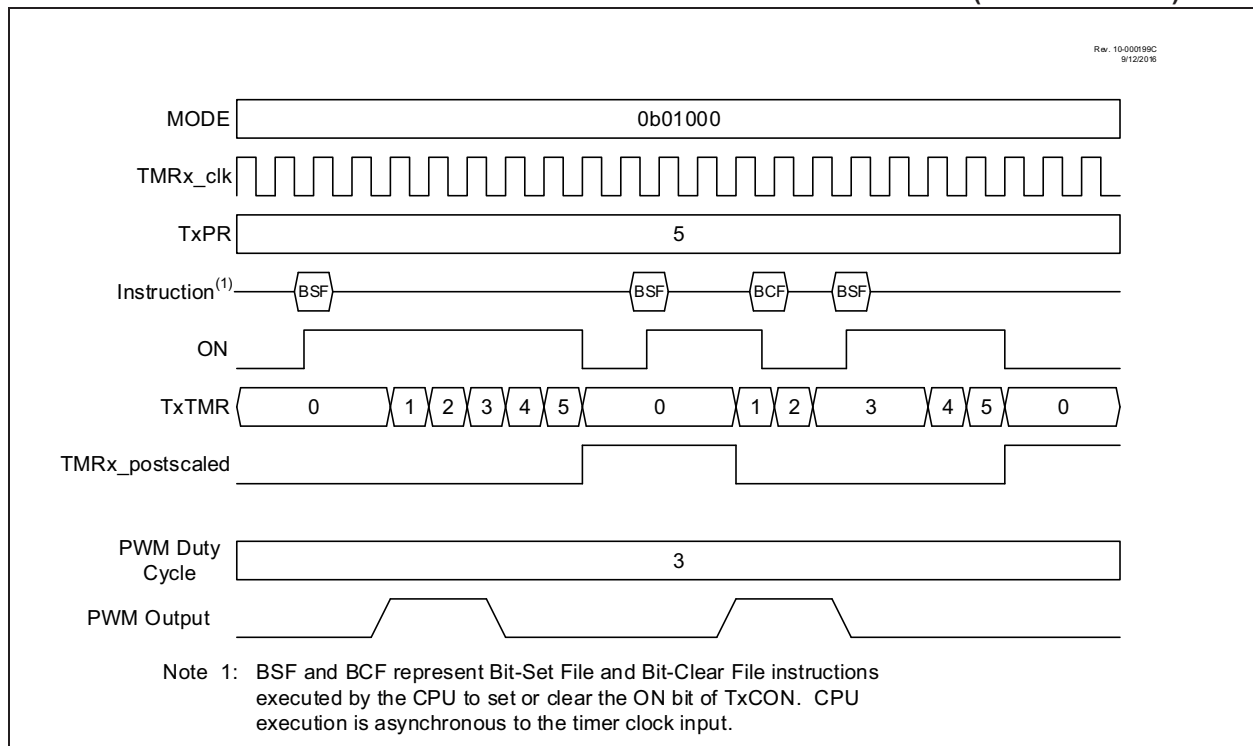 Rev. 10-000199C
9/12/2016
MODE 0b01000
TMRx_clk
TxPR 5
Instruction(1) BSF BSF BCF BSF
ON
TxTMR 0 1 2 3 4 5 0 1 2 3 4 5 0
TMRx_postscaled
PWM Duty
Cycle 3
PWM Output
Note 1: BSF and BCF represent Bit-Set File and Bit-Clear File instructions
executed by the CPU to set or clear the ON bit of TxCON. CPU
execution is asynchronous to the timer clock input.